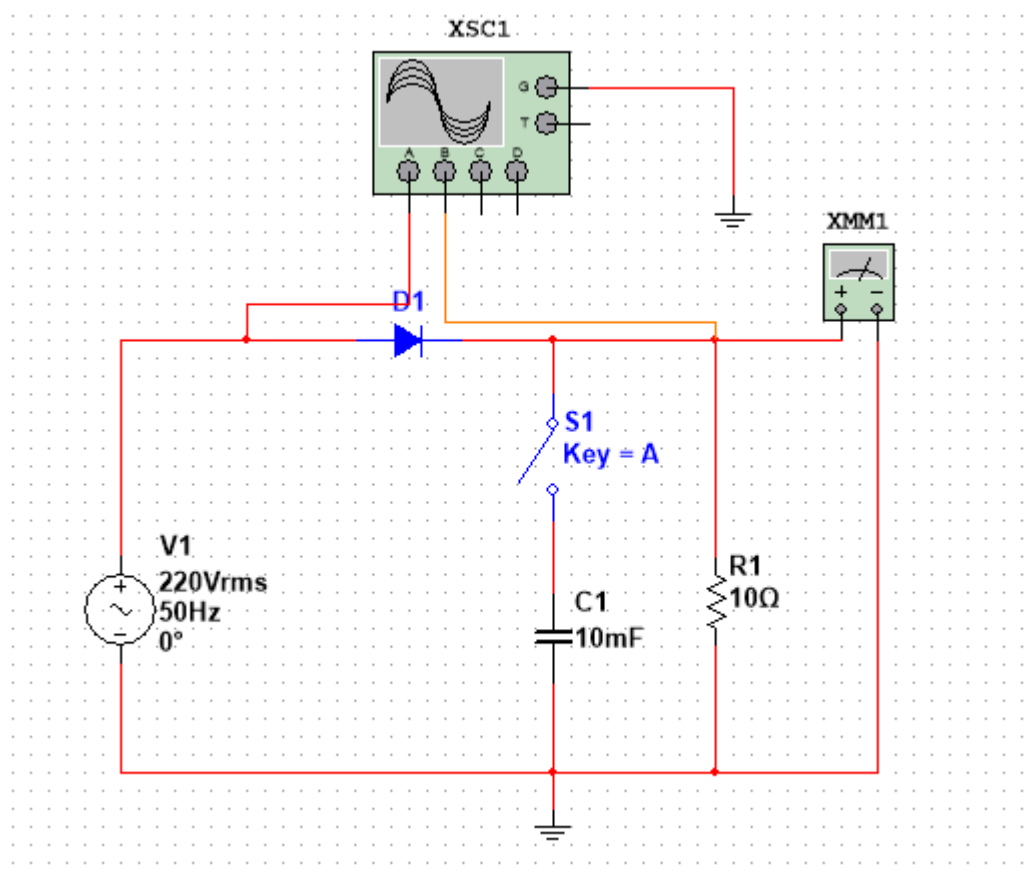 XSC1
G
T
A B C D
XMM1
+ −
D1
S1
Key = A
V1
+
220Vrms
50Hz
0°
−
R1
10Ω
C1
10mF